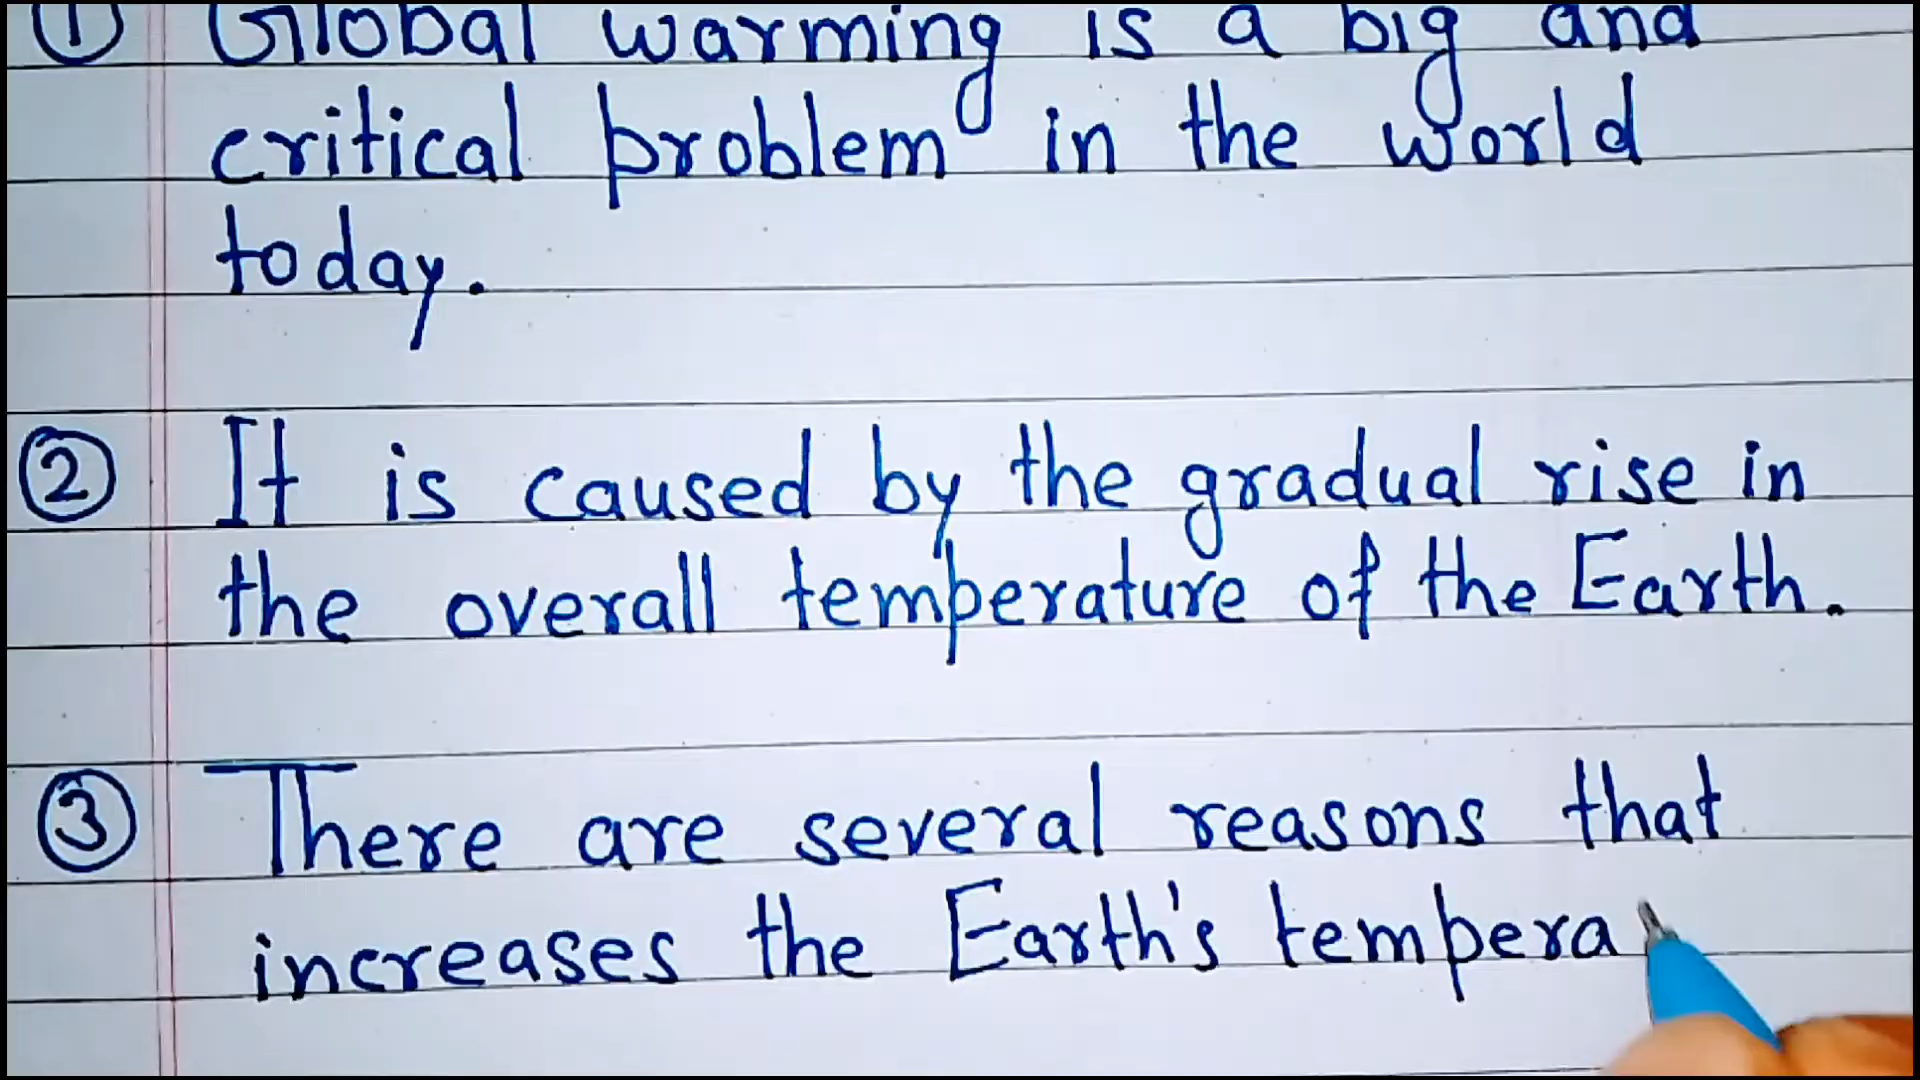 ① Global warming is a big and
critical problem in the world
today.
② It is caused by the gradual rise in
the overall temperature of the Earth.
③ There are several reasons that
increases the Earth's tempera